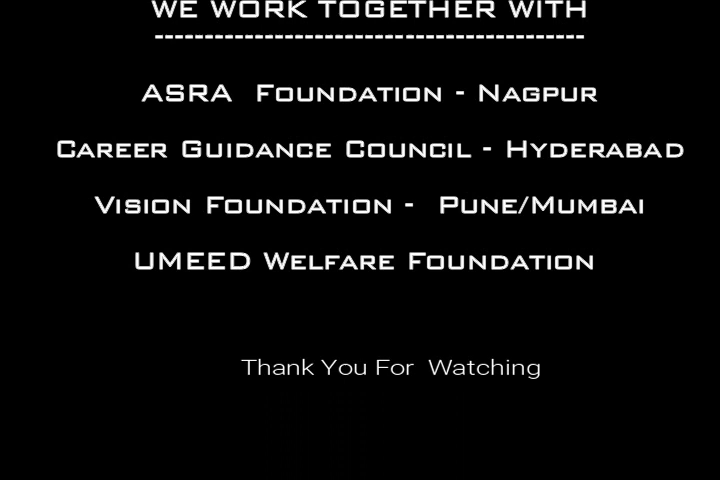 WE WORK TOGETHER WITH
-------------------------------------------
ASRA Foundation - Nagpur
Career Guidance Council - Hyderabad
Vision Foundation - Pune/Mumbai
UMEED Welfare Foundation
Thank You For Watching